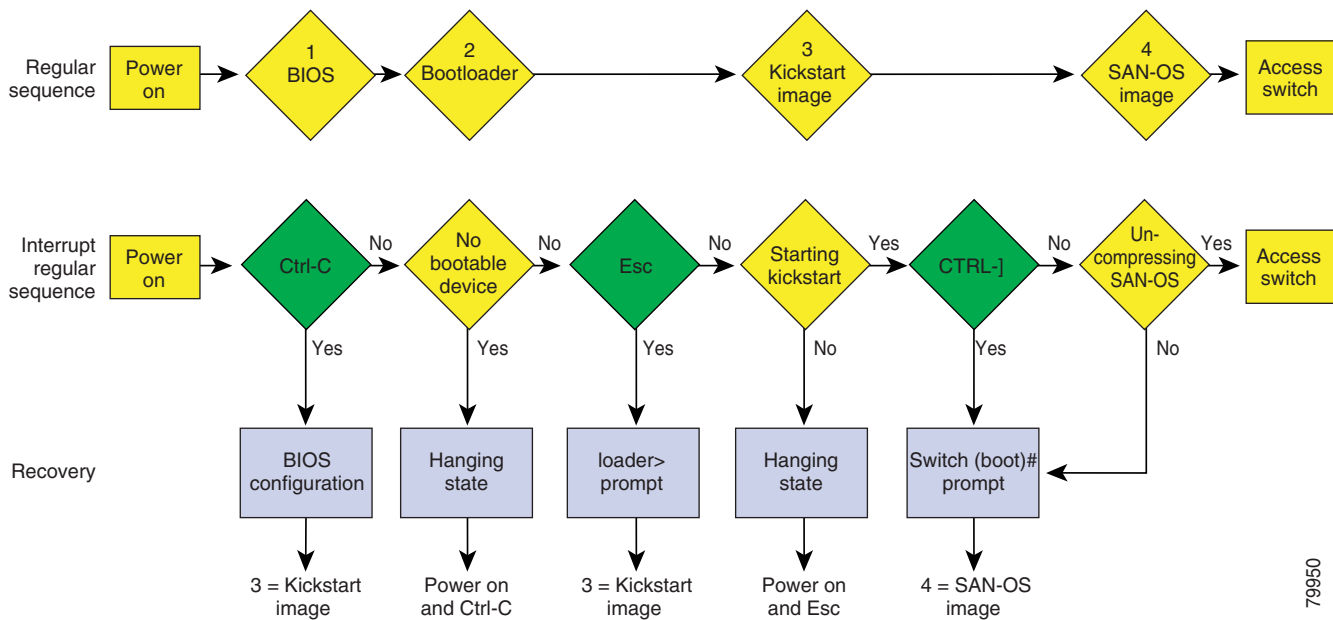 Regular
sequence
Power
on
1
BIOS
2
Bootloader
3
Kickstart
image
4
SAN-OS
image
Access
switch
Interrupt
regular
sequence
Power
on
Ctrl-C
No
No
bootable
device
No
Esc
No
Starting
kickstart
Yes
CTRL-]
No
Un-
compressing
SAN-OS
Yes
Access
switch
Yes
Yes
Yes
No
Yes
No
Recovery
BIOS
configuration
Hanging
state
loader>
prompt
Hanging
state
Switch (boot)#
prompt
3 = Kickstart
image
Power on
and Ctrl-C
3 = Kickstart
image
Power on
and Esc
4 = SAN-OS
image
79950